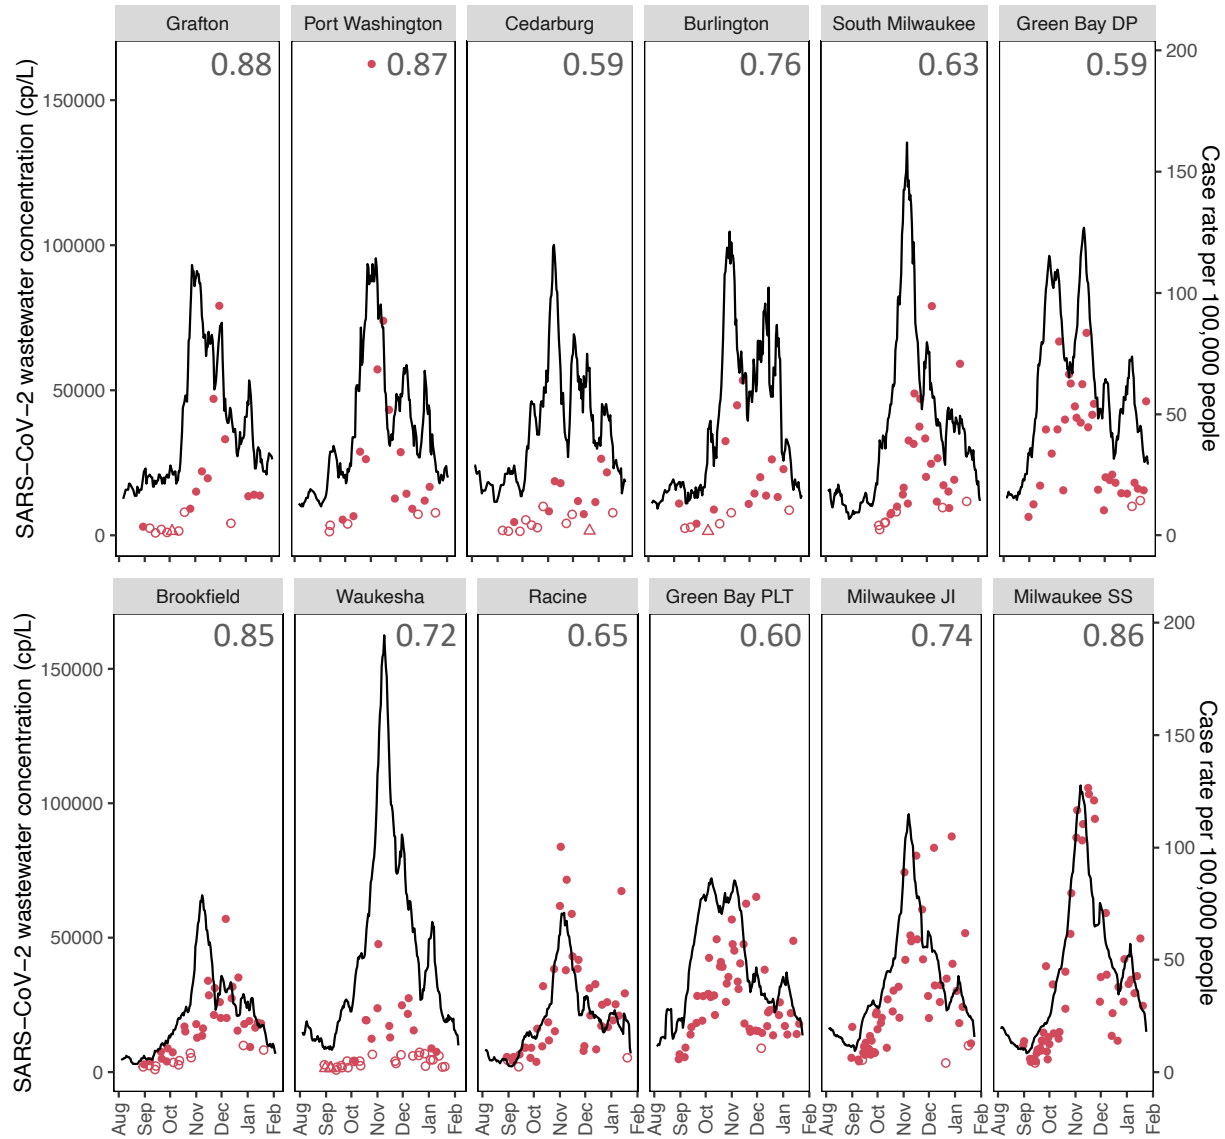 Grafton Port Washington Cedarburg Burlington South Milwaukee Green Bay DP
0.88 0.87 0.59 0.76 0.63 0.59
SARS−CoV−2 wastewater concentration (cp/L)
150000
100000
50000
0
200
150
100
50
0
Case rate per 100,000 people
Brookfield Waukesha Racine Green Bay PLT Milwaukee JI Milwaukee SS
0.85 0.72 0.65 0.60 0.74 0.86
SARS−CoV−2 wastewater concentration (cp/L)
150000
100000
50000
0
200
150
100
50
0
Case rate per 100,000 people
Aug Sep Oct Nov Dec Jan Feb Aug Sep Oct Nov Dec Jan Feb Aug Sep Oct Nov Dec Jan Feb Aug Sep Oct Nov Dec Jan Feb Aug Sep Oct Nov Dec Jan Feb Aug Sep Oct Nov Dec Jan Feb